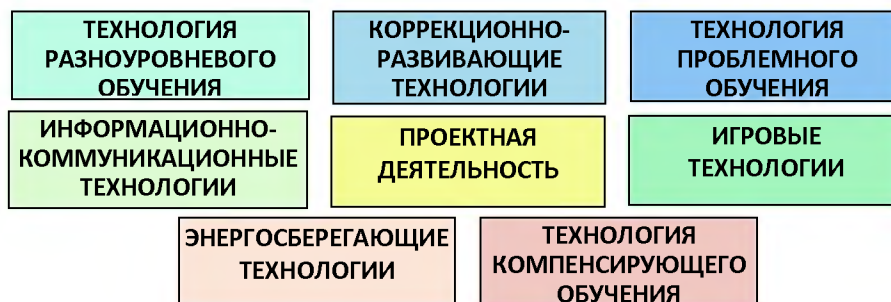 ТЕХНОЛОГИЯ
РАЗНОУРОВНЕВОГО
ОБУЧЕНИЯ
КОРРЕКЦИОННО-
РАЗВИВАЮЩИЕ
ТЕХНОЛОГИИ
ТЕХНОЛОГИЯ
ПРОБЛЕМНОГО
ОБУЧЕНИЯ
ИНФОРМАЦИОННО-
КОММУНИКАЦИОННЫЕ
ТЕХНОЛОГИИ
ПРОЕКТНАЯ
ДЕЯТЕЛЬНОСТЬ
ИГРОВЫЕ
ТЕХНОЛОГИИ
ЭНЕРГОСБЕРЕГАЮЩИЕ
ТЕХНОЛОГИИ
ТЕХНОЛОГИЯ
КОМПЕНСИРУЮЩЕГО
ОБУЧЕНИЯ